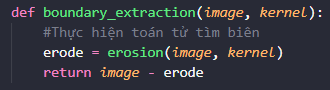 def boundary_extraction(image, kernel):
    #Thực hiện toán tử tìm biên
    erode = erosion(image, kernel)
    return image - erode